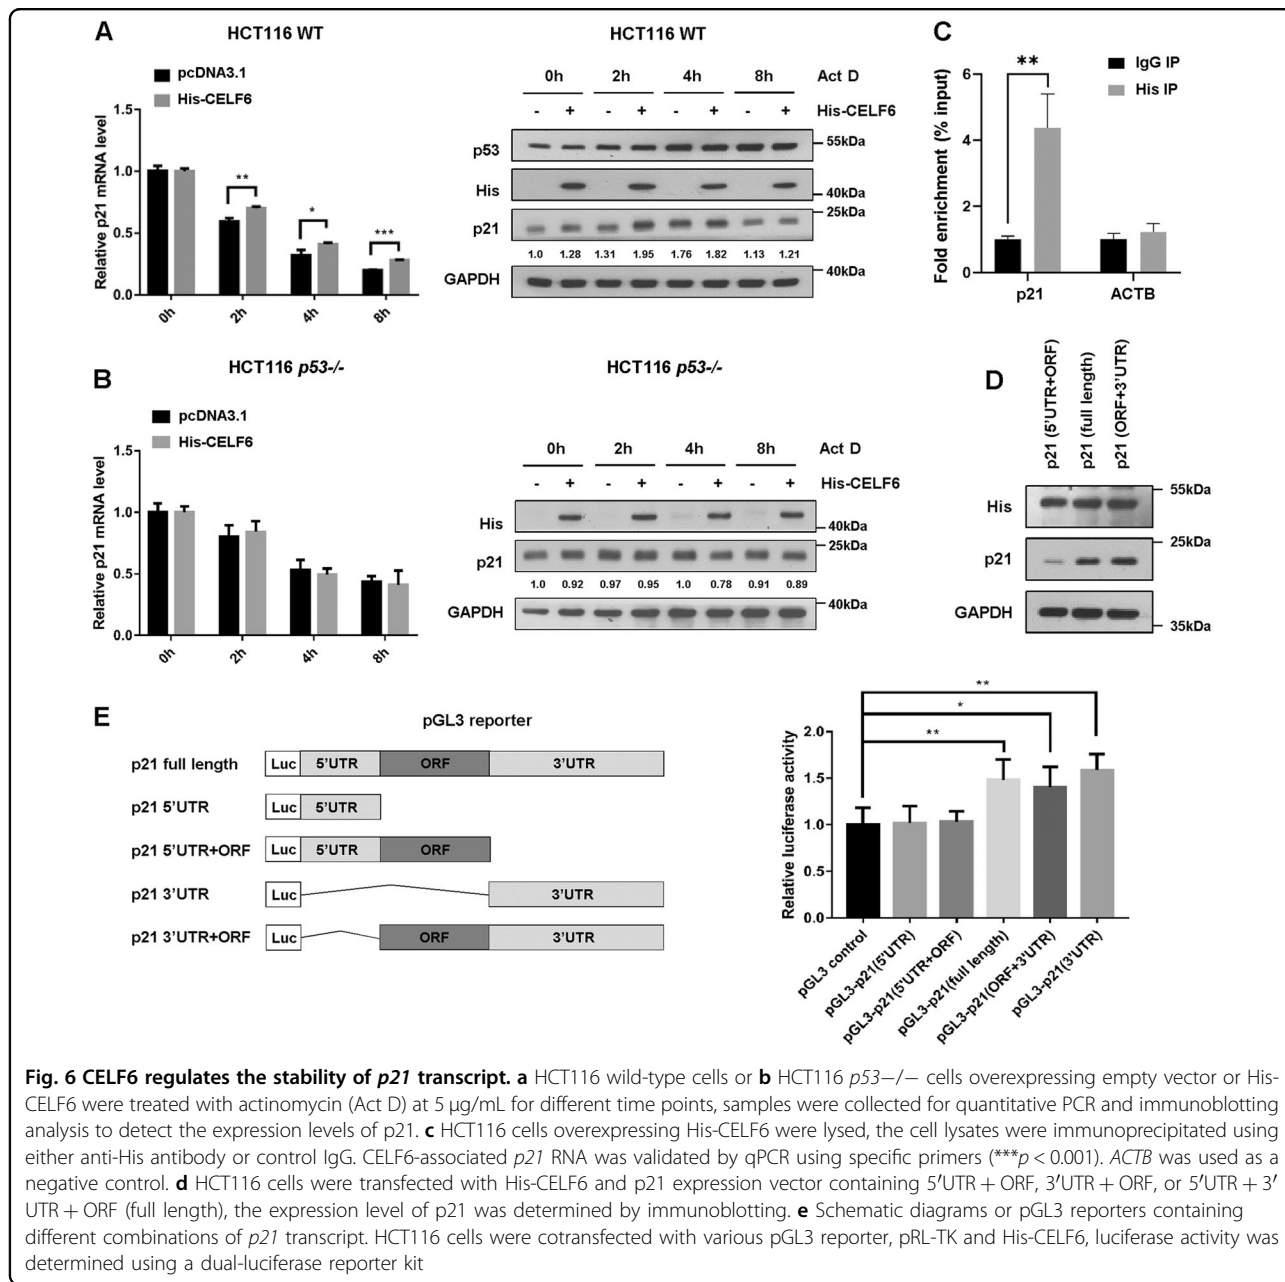 A
HCT116 WT
pcDNA3.1
His-CELF6
Relative p21 mRNA level
1.5
1.0
0.5
0.0
** * ***
0h 2h 4h 8h
HCT116 WT
0h 2h 4h 8h Act D
- + - + - + - + His-CELF6
p53 55kDa
His 40kDa
p21 25kDa
1.0 1.28 1.31 1.95 1.76 1.82 1.13 1.21
GAPDH 40kDa
C
IgG IP
His IP
Fold enrichment (% input)
6
4
2
0
**
p21 ACTB
B
HCT116 p53-/-
pcDNA3.1
His-CELF6
Relative p21 mRNA level
1.5
1.0
0.5
0.0
0h 2h 4h 8h
HCT116 p53-/-
0h 2h 4h 8h Act D
- + - + - + - + His-CELF6
His 40kDa
p21 25kDa
1.0 0.92 0.97 0.95 1.0 0.78 0.91 0.89
GAPDH 40kDa
D
p21 (5'UTR+ORF)
p21 (full length)
p21 (ORF+3'UTR)
His 55kDa
p21 25kDa
GAPDH 35kDa
E
pGL3 reporter
p21 full length Luc 5'UTR ORF 3'UTR
p21 5'UTR Luc 5'UTR
p21 5'UTR+ORF Luc 5'UTR ORF
p21 3'UTR Luc 3'UTR
p21 3'UTR+ORF Luc ORF 3'UTR
Relative luciferase activity
2.0
1.5
1.0
0.5
0.0
**
*
**
pGL3 control
pGL3-p21(5'UTR)
pGL3-p21(5'UTR+ORF)
pGL3-p21(full length)
pGL3-p21(ORF+3'UTR)
pGL3-p21(3'UTR)
Fig. 6 CELF6 regulates the stability of p21 transcript. a HCT116 wild-type cells or b HCT116 p53−/− cells overexpressing empty vector or His-
CELF6 were treated with actinomycin (Act D) at 5 μg/mL for different time points, samples were collected for quantitative PCR and immunoblotting
analysis to detect the expression levels of p21. c HCT116 cells overexpressing His-CELF6 were lysed, the cell lysates were immunoprecipitated using
either anti-His antibody or control IgG. CELF6-associated p21 RNA was validated by qPCR using specific primers (***p < 0.001). ACTB was used as a
negative control. d HCT116 cells were transfected with His-CELF6 and p21 expression vector containing 5′UTR + ORF, 3′UTR + ORF, or 5′UTR + 3′
UTR + ORF (full length), the expression level of p21 was determined by immunoblotting. e Schematic diagrams or pGL3 reporters containing
different combinations of p21 transcript. HCT116 cells were cotransfected with various pGL3 reporter, pRL-TK and His-CELF6, luciferase activity was
determined using a dual-luciferase reporter kit